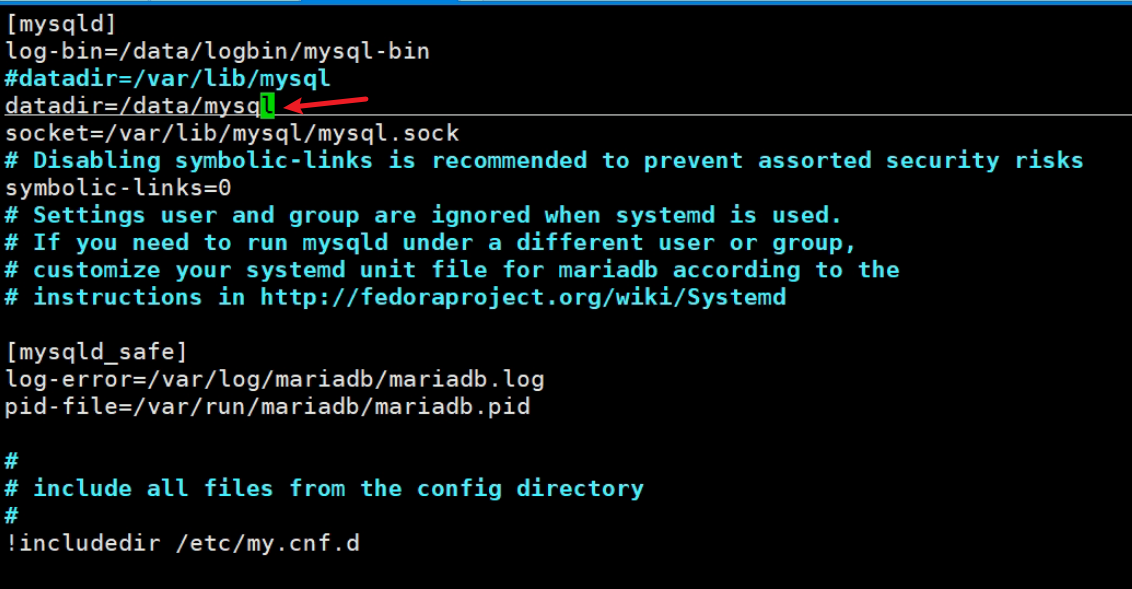 [mysqld]
log-bin=/data/logbin/mysql-bin
#datadir=/var/lib/mysql
datadir=/data/mysql
socket=/var/lib/mysql/mysql.sock
# Disabling symbolic-links is recommended to prevent assorted security risks
symbolic-links=0
# Settings user and group are ignored when systemd is used.
# If you need to run mysqld under a different user or group,
# customize your systemd unit file for mariadb according to the
# instructions in http://fedoraproject.org/wiki/Systemd
[mysqld_safe]
log-error=/var/log/mariadb/mariadb.log
pid-file=/var/run/mariadb/mariadb.pid
#
# include all files from the config directory
#
!includedir /etc/my.cnf.d